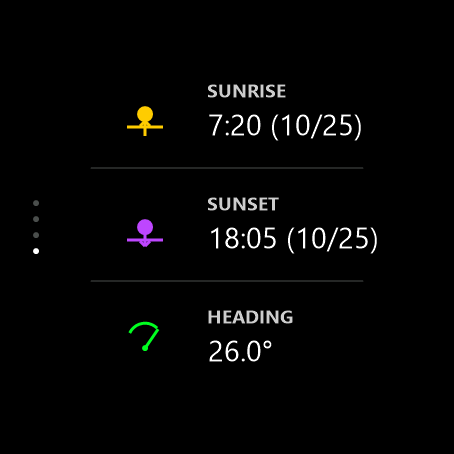 SUNRISE
7:20 (10/25)
SUNSET
18:05 (10/25)
HEADING
26.0°